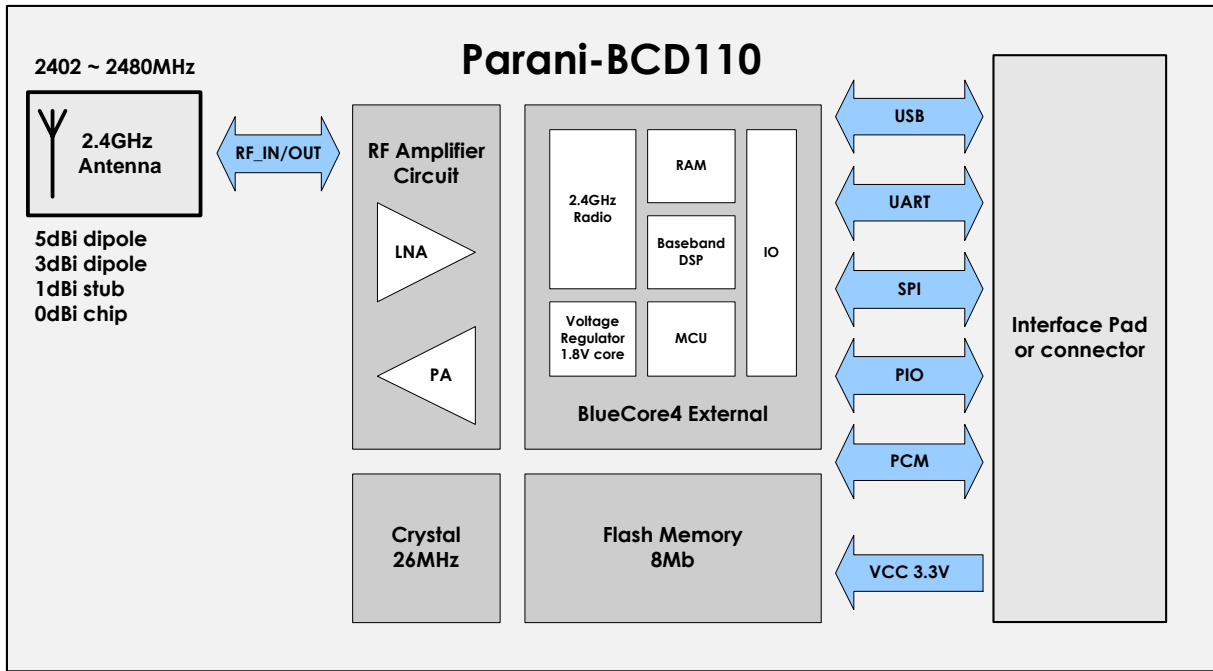 Parani-BCD110
2402 ~ 2480MHz
2.4GHz
Antenna
5dBi dipole
3dBi dipole
1dBi stub
0dBi chip
RF_IN/OUT
RF Amplifier
Circuit
LNA
PA
2.4GHz
Radio
RAM
Baseband
DSP
IO
Voltage
Regulator
1.8V core
MCU
BlueCore4 External
Crystal
26MHz
Flash Memory
8Mb
USB
UART
SPI
PIO
PCM
VCC 3.3V
Interface Pad
or connector